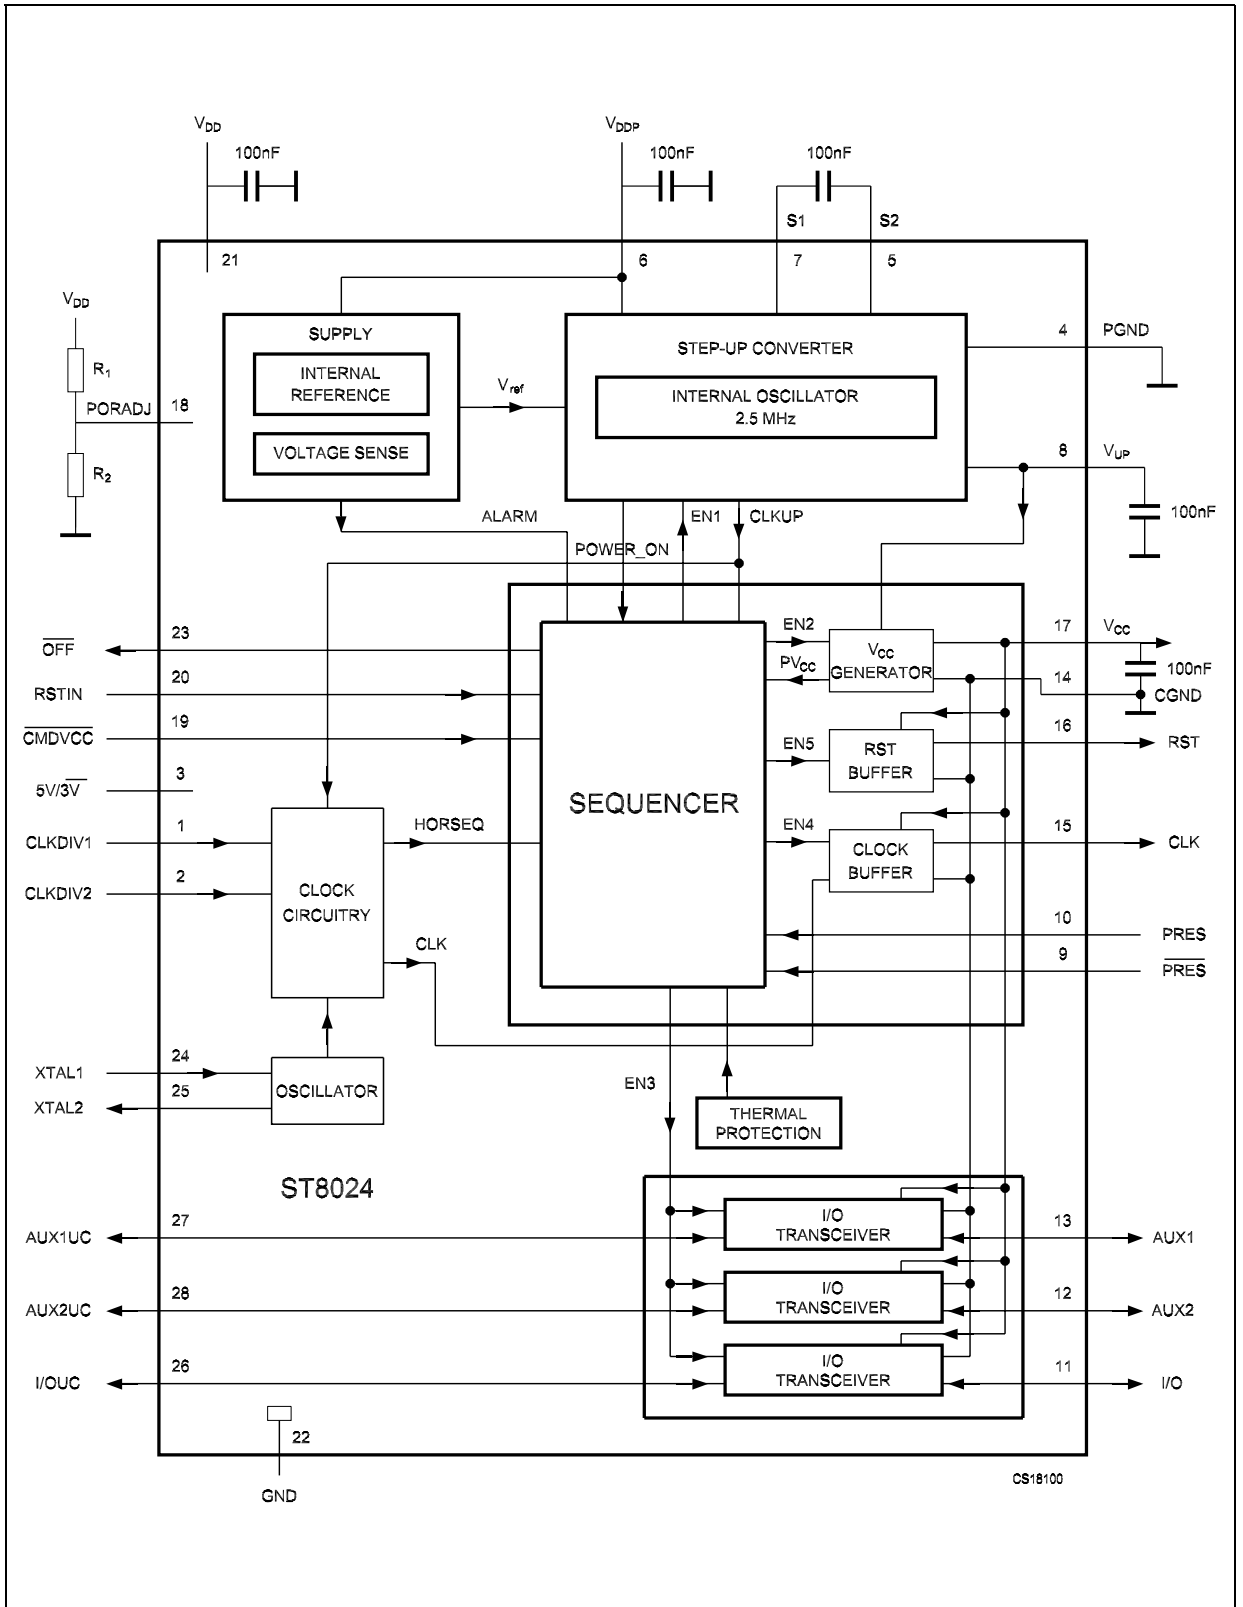 VDD
100nF
VDDP
100nF
100nF
S1
S2
21
6
7
5
VDD
R1
PORADJ
18
R2
SUPPLY
INTERNAL
REFERENCE
VOLTAGE SENSE
Vref
STEP-UP CONVERTER
INTERNAL OSCILLATOR
2.5 MHz
4
PGND
8
VUP
100nF
ALARM
EN1
CLKUP
POWER_ON
23
OFF
20
RSTIN
19
CMDVCC
3
5V/3V
1
CLKDIV1
2
CLKDIV2
CLOCK
CIRCUITRY
HORSEQ
CLK
SEQUENCER
EN2
PVCC
VCC
GENERATOR
17
VCC
100nF
14
CGND
EN5
RST
BUFFER
16
RST
EN4
CLOCK
BUFFER
15
CLK
10
PRES
9
PRES
24
XTAL1
25
XTAL2
OSCILLATOR
EN3
THERMAL
PROTECTION
ST8024
27
AUX1UC
I/O
TRANSCEIVER
13
AUX1
28
AUX2UC
I/O
TRANSCEIVER
12
AUX2
26
I/OUC
I/O
TRANSCEIVER
11
I/O
22
GND
CS18100